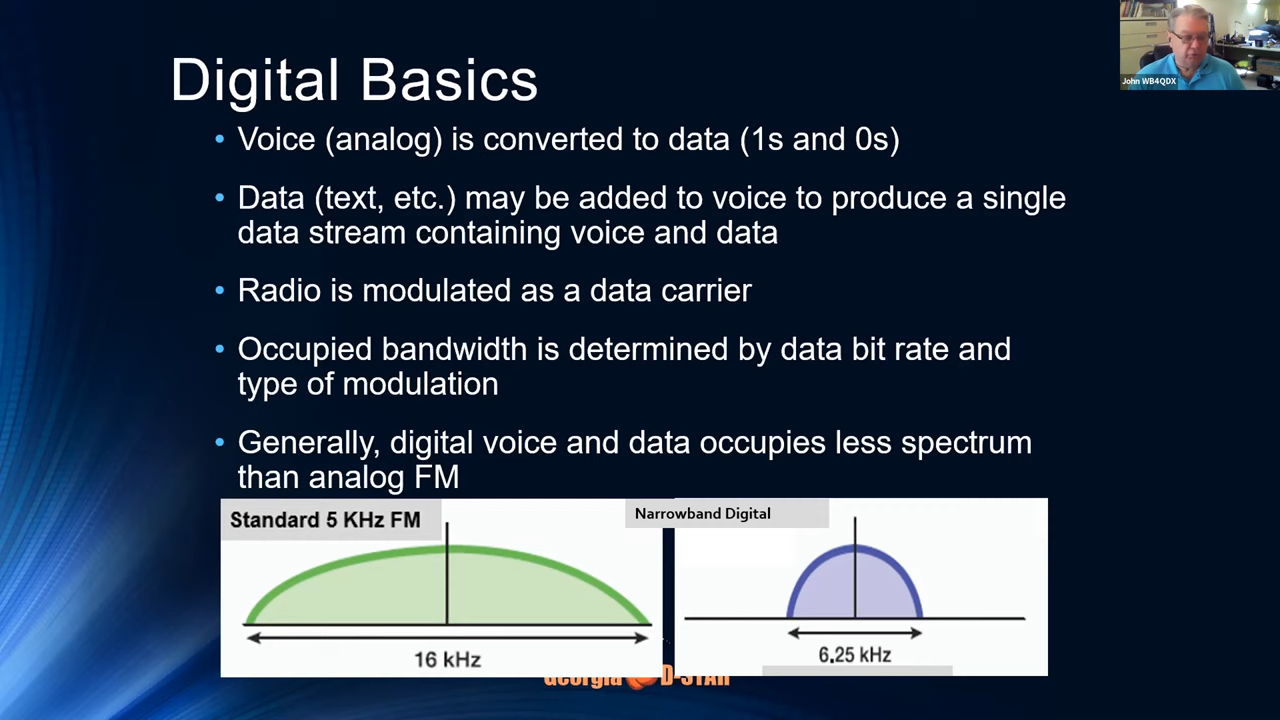 Digital Basics
John WB4QDX
• Voice (analog) is converted to data (1s and 0s)
• Data (text, etc.) may be added to voice to produce a single
data stream containing voice and data
• Radio is modulated as a data carrier
• Occupied bandwidth is determined by data bit rate and
type of modulation
• Generally, digital voice and data occupies less spectrum
than analog FM
Standard 5 KHz FM
Narrowband Digital
16 kHz
6.25 kHz
Georgia D-STAR